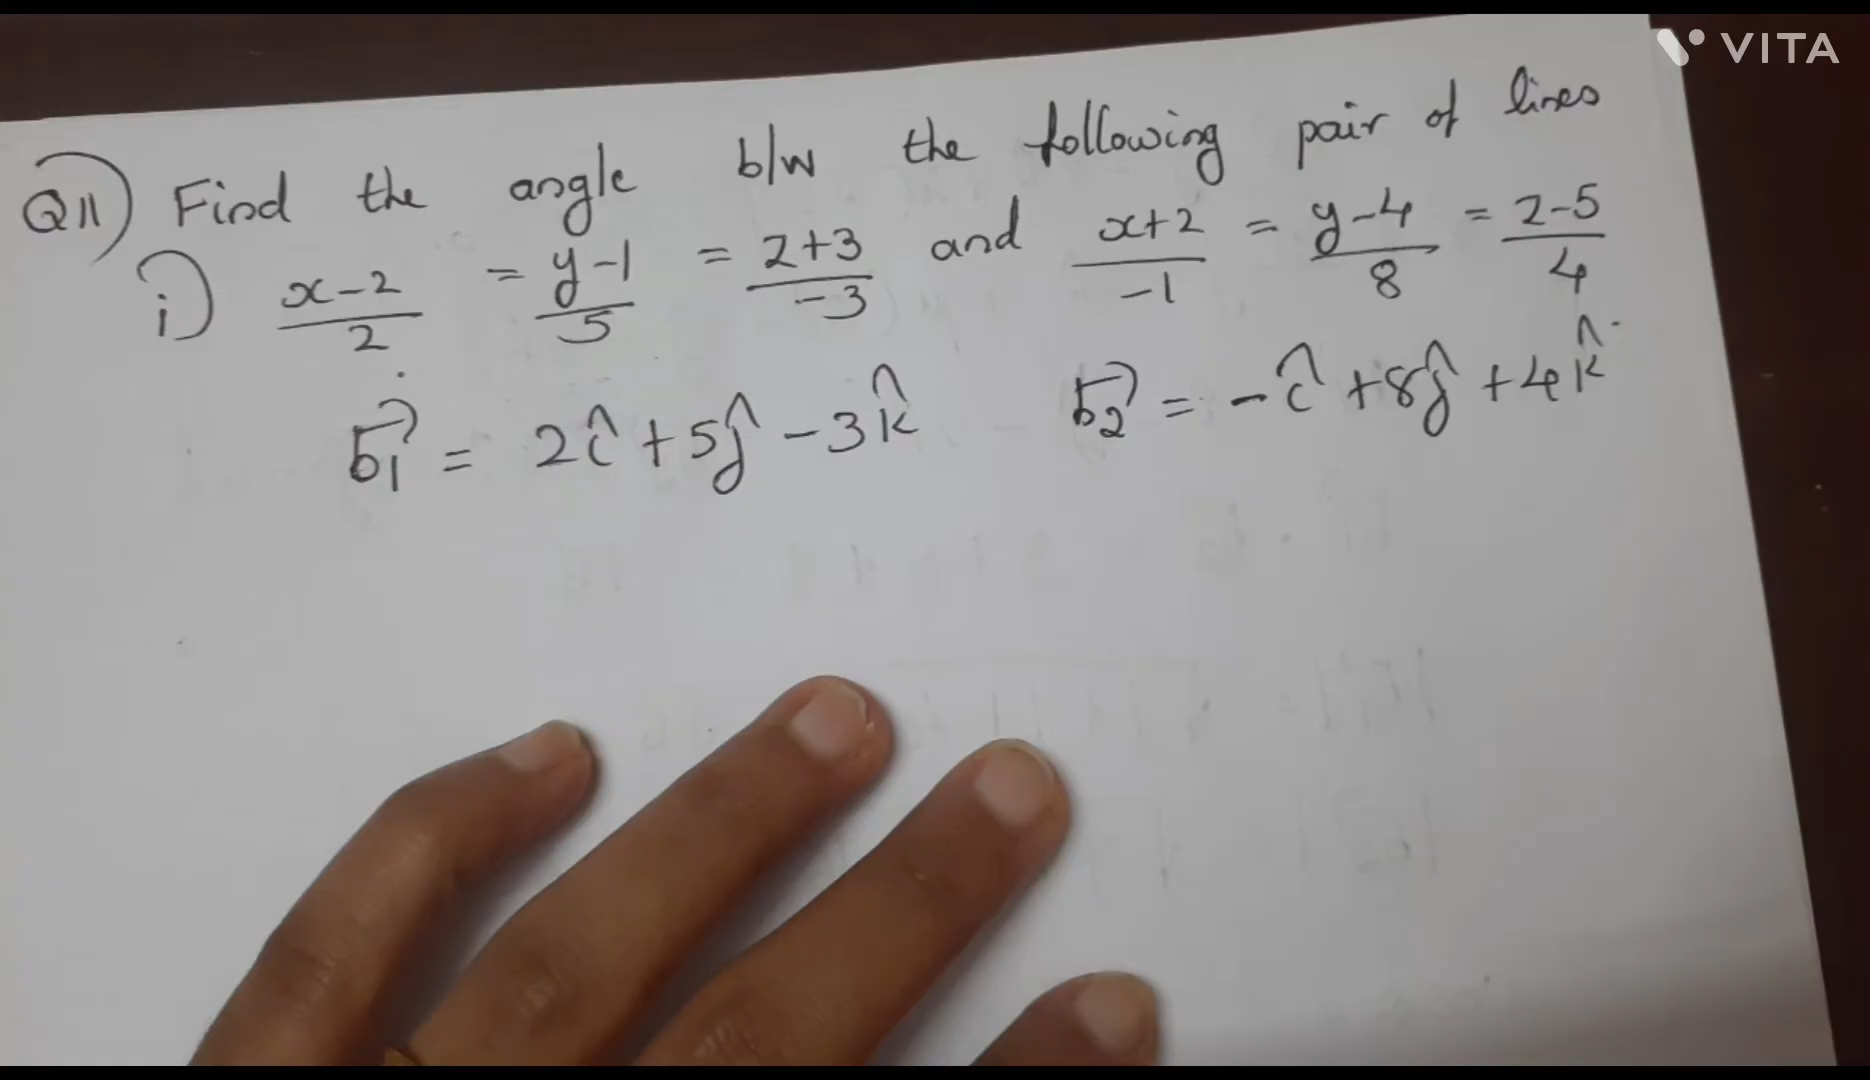 VITA
Q11) Find the angle b/w the following pair of lines
i) x-2/2 = y-1/5 = z+3/-3 and x+2/-1 = y-4/8 = z-5/4
b₁⃗ = 2î + 5ĵ - 3k̂ b₂⃗ = -î + 8ĵ + 4k̂